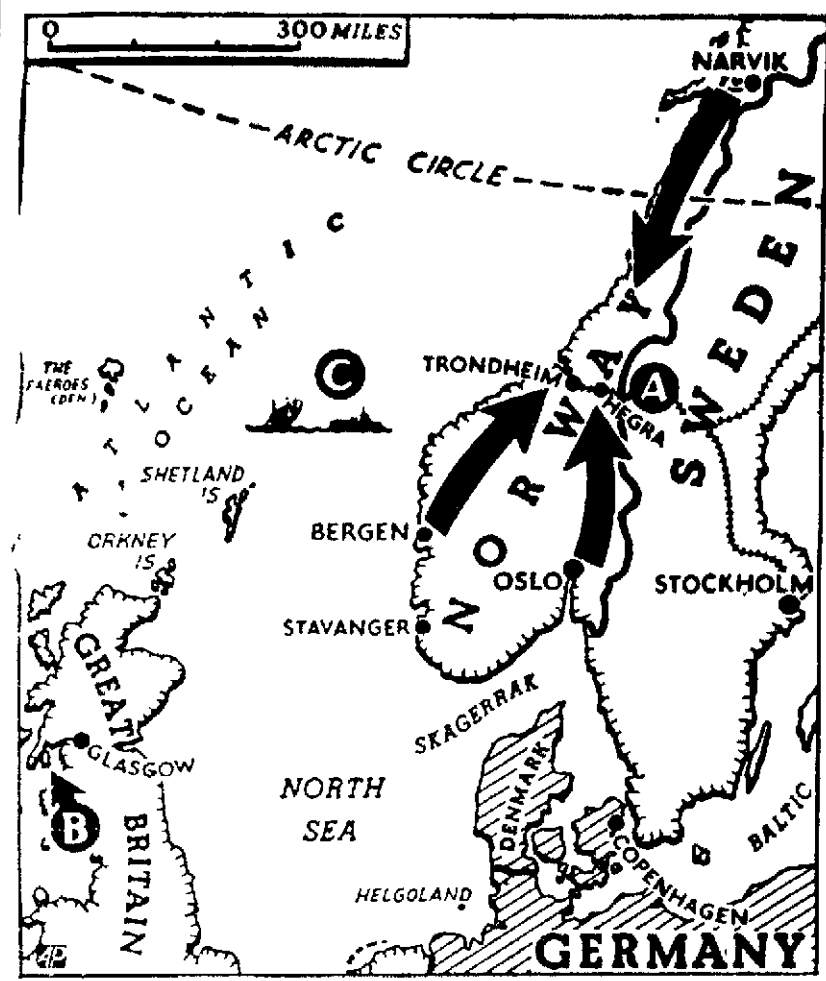 0 300 MILES
NARVIK
ARCTIC CIRCLE
ATLANTIC
OCEAN
NORWAY
SWEDEN
THE
FAEROES
(DEN)
C
TRONDHEIM
A
HEGRA
SHETLAND
IS
ORKNEY
IS
BERGEN
OSLO
STOCKHOLM
STAVANGER
GREAT
BRITAIN
SKAGERRAK
GLASGOW
B
NORTH
SEA
DENMARK
BALTIC
COPENHAGEN
HELGOLAND
GERMANY
AP